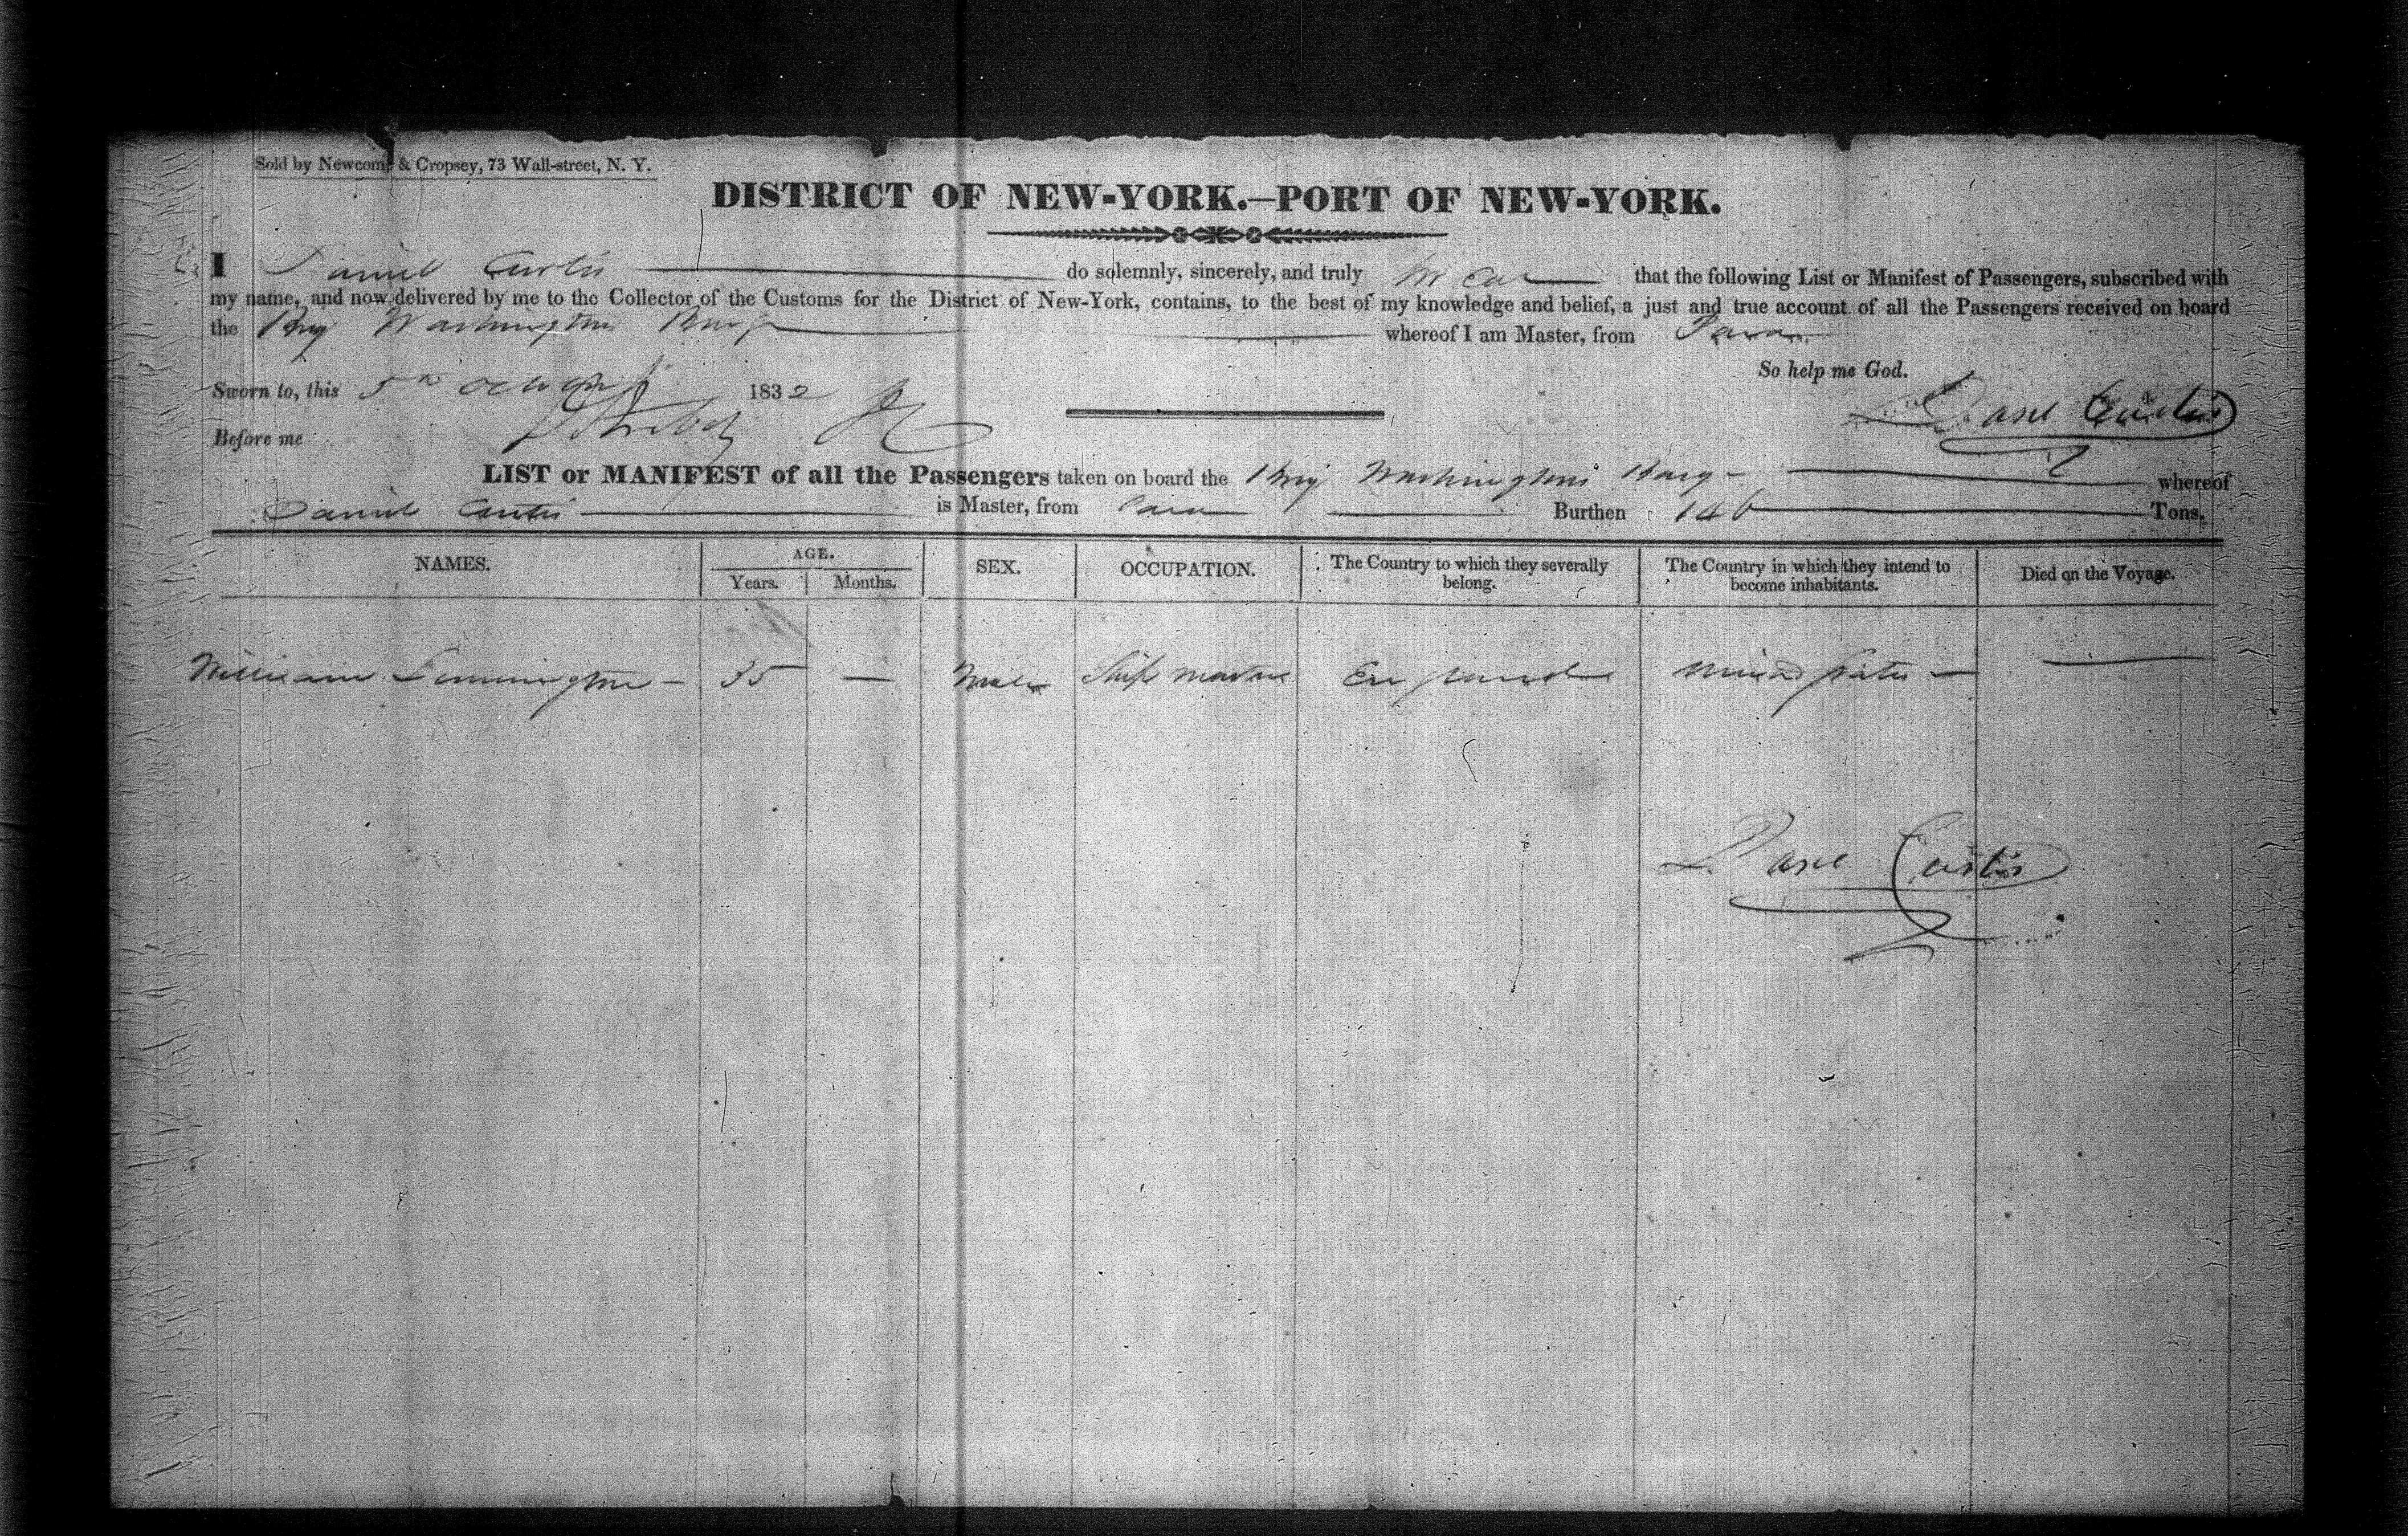 Sold by Newcomb & Cropsey, 73 Wall-street, N. Y.
DISTRICT OF NEW-YORK.—PORT OF NEW-YORK.
I Daniel Curtis do solemnly, sincerely, and truly swear that the following List or Manifest of Passengers, subscribed with
my name, and now delivered by me to the Collector of the Customs for the District of New-York, contains, to the best of my knowledge and belief, a just and true account of all the Passengers received on board
the Brig Washington whereof I am Master, from Para
So help me God.
Sworn to, this 5th October 1832
Danl Curtis
Before me
LIST or MANIFEST of all the Passengers taken on board the Brig Washington whereof
Daniel Curtis is Master, from Para Burthen Tons.
NAMES. AGE. SEX. OCCUPATION. The Country to which they severally belong. The Country in which they intend to become inhabitants. Died on the Voyage.
Years. Months.
William 35 — Male Ship master England United States —
Danl Curtis